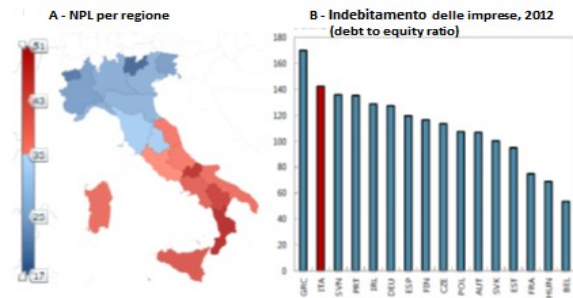 A - NPL per regione
51
43
35
25
17
B - Indebitamento delle imprese, 2012
(debt to equity ratio)
180
160
140
120
100
80
60
40
20
0
GRC
ITA
SVN
PRT
IRL
DEU
ESP
FIN
CZE
POL
AUT
SVK
EST
FRA
HUN
BEL